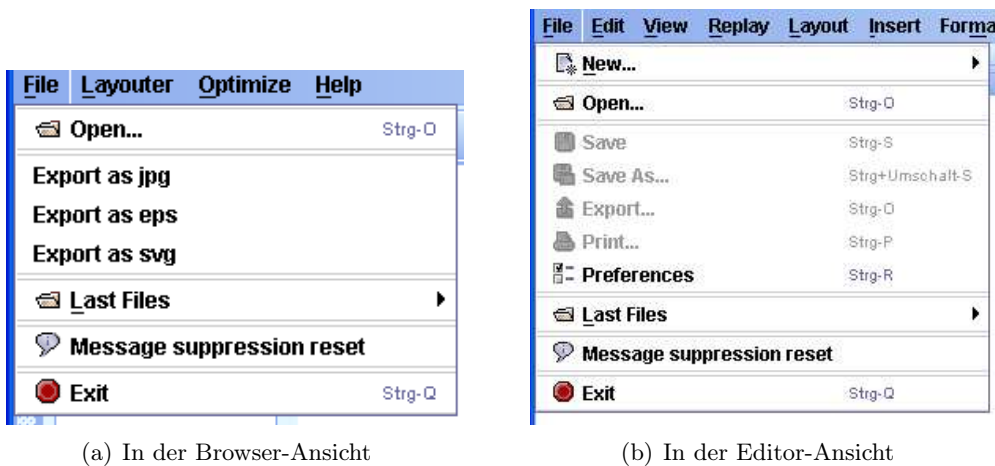 File Layouter Optimize Help
Open... Strg-O
Export as jpg
Export as eps
Export as svg
Last Files
Message suppression reset
Exit Strg-Q
(a) In der Browser-Ansicht
File Edit View Replay Layout Insert Forma
New...
Open... Strg-O
Save Strg-S
Save As... Strg+Umschalt-S
Export... Strg-O
Print... Strg-P
Preferences Strg-R
Last Files
Message suppression reset
Exit Strg-Q
(b) In der Editor-Ansicht